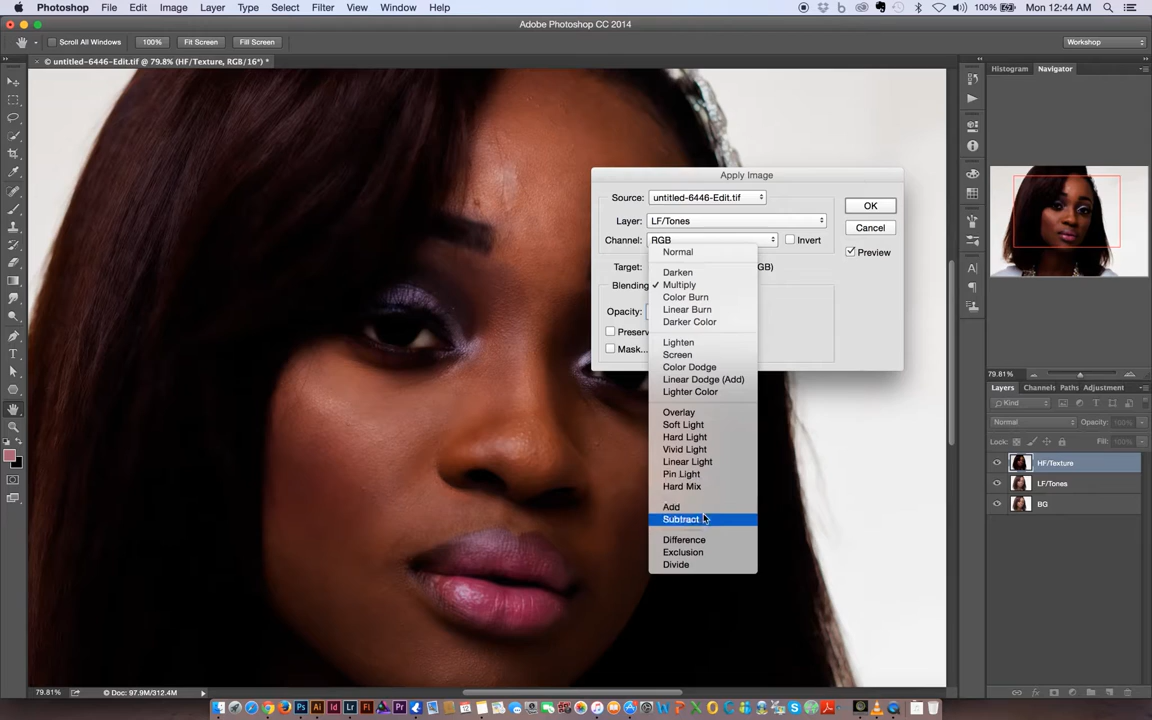 Photoshop File Edit Image Layer Type Select Filter View Window Help 100% Mon 12:44 AM
Adobe Photoshop CC 2014
Scroll All Windows 100% Fit Screen Fill Screen Workshop
© untitled-6446-Edit.tif @ 79.8% (HF/Texture, RGB/16*) *
Histogram Navigator
Apply Image
Source: untitled-6446-Edit.tif
OK
Layer: LF/Tones
Cancel
Channel: RGB Invert
Preview
Normal
Target: GB)
Darken
Blending Multiply
Color Burn
Opacity: Linear Burn
Darker Color
Preserv
Lighten
Mask...
Screen
Color Dodge
Linear Dodge (Add)
Lighter Color
Overlay
Soft Light
Hard Light
Vivid Light
Linear Light
Pin Light
Hard Mix
Add
Subtract
Difference
Exclusion
Divide
79.81%
Layers Channels Paths Adjustment
Kind
Normal Opacity: 100%
Lock: Fill: 100%
HF/Texture
LF/Tones
BG
79.81% Doc: 97.9M/312.4M